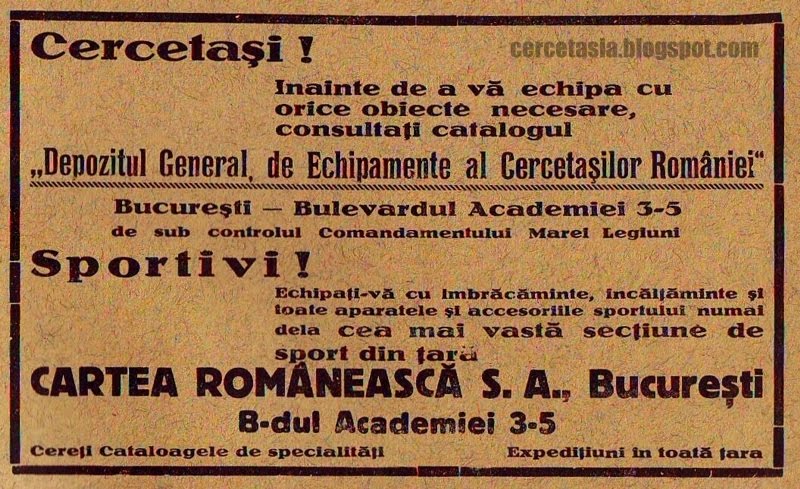 Cercetaşi !
cercetasia.blogspot.com
Inainte de a vă echipa cu
orice obiecte necesare,
consultaţi catalogul
„Depozitul General, de Echipamente al Cercetaşilor României“
Bucureşti — Bulevardul Academiei 3-5
de sub controlul Comandamentului Marei Legiuni
Sportivi !
Echipaţi-vă cu îmbrăcăminte, încălţăminte şi
toate aparatele şi accesoriile sportului numai
dela cea mai vastă secţiune de
sport din ţară
CARTEA ROMÂNEASCĂ S. A., Bucureşti
B-dul Academiei 3-5
Cereţi Cataloagele de specialităţi
Expediţiuni în toată ţara